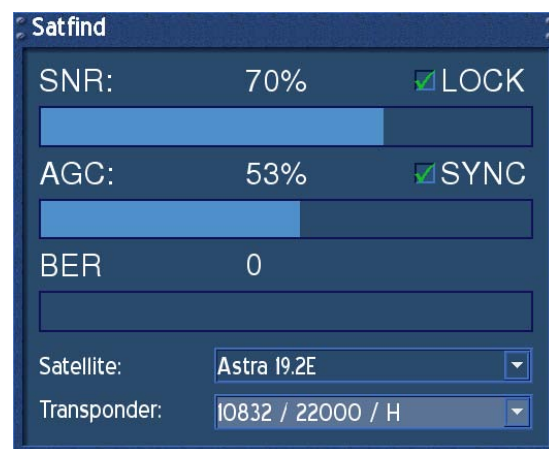 Satfind
SNR: 70% LOCK
AGC: 53% SYNC
BER 0
Satellite: Astra 19.2E
Transponder: 10832 / 22000 / H